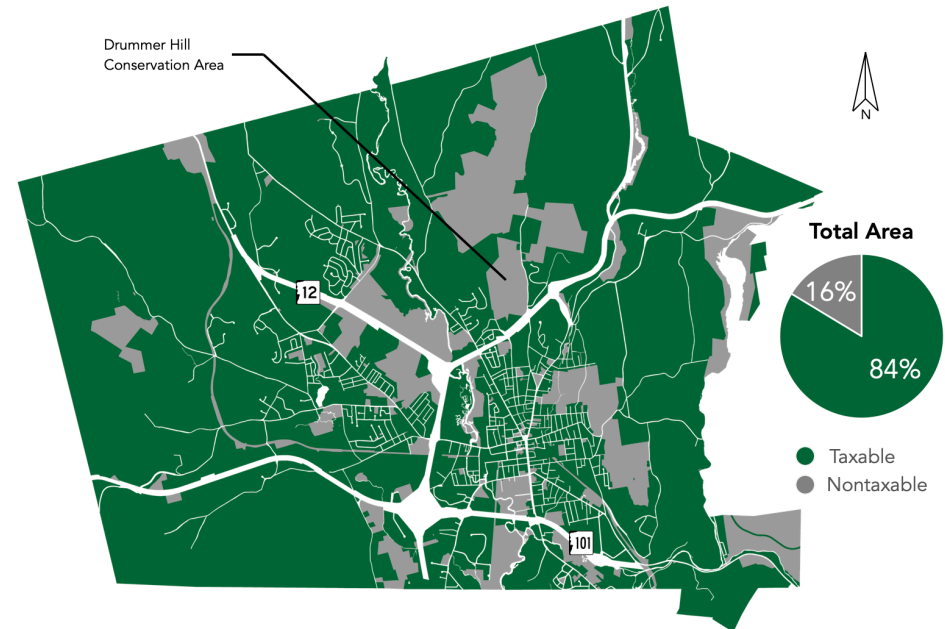 Drummer Hill
Conservation Area
N
12
101
Total Area
16%
84%
Taxable
Nontaxable